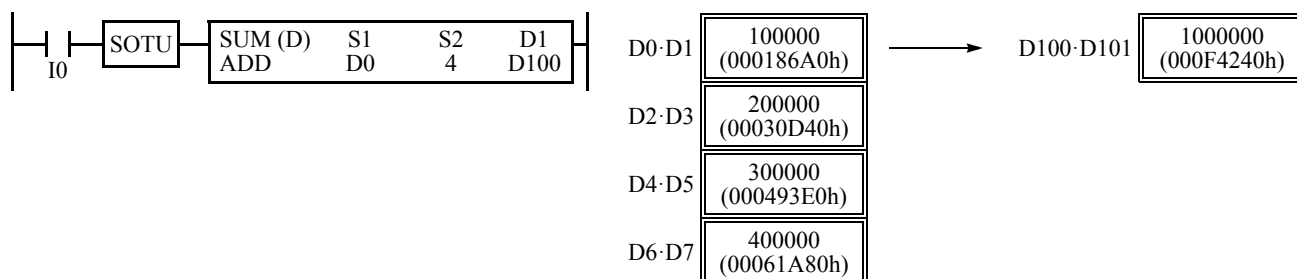 I0
SOTU
SUM (D) S1 S2 D1
ADD D0 4 D100
D0·D1
100000
(000186A0h)
D100·D101
1000000
(000F4240h)
D2·D3
200000
(00030D40h)
D4·D5
300000
(000493E0h)
D6·D7
400000
(00061A80h)